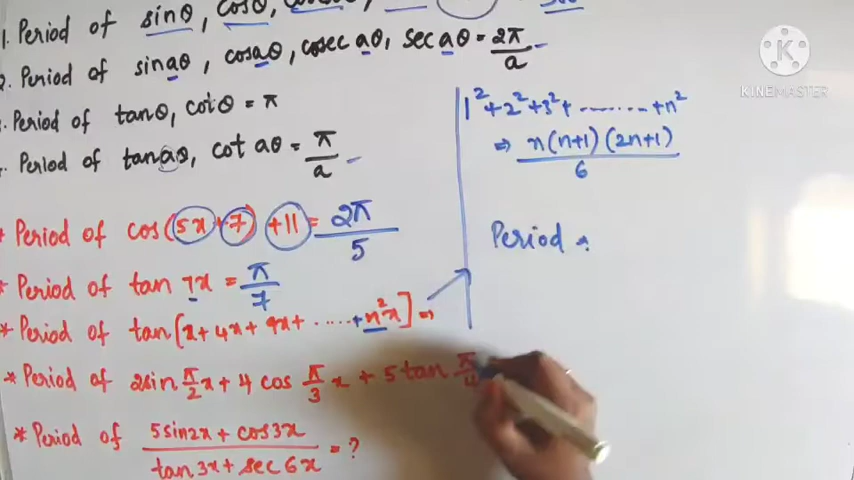 1. Period of sinθ, cosθ,
2. Period of sinaθ, cosaθ, cosec aθ, sec aθ = 2π/a
. Period of tanθ, cotθ = π
. Period of tanaθ, cot aθ = π/a
* Period of cos(5x+7)+11 = 2π/5
* Period of tan 7x = π/7
* Period of tan[x+4x+9x+......+n²x] ⇒
* Period of 2sin π/2 x + 4 cos π/3 x + 5 tan π/4
* Period of 5sin2x + cos3x / tan3x + sec6x = ?
1²+2²+3²+.........+n²
⇒ n(n+1)(2n+1)/6
Period
KINEMASTER